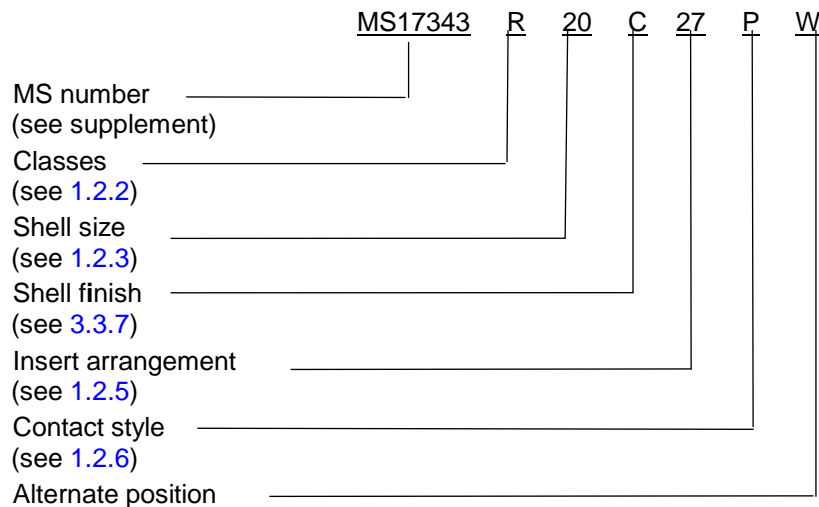 MS17343 R 20 C 27 P W
MS number
(see supplement)
Classes
(see 1.2.2)
Shell size
(see 1.2.3)
Shell finish
(see 3.3.7)
Insert arrangement
(see 1.2.5)
Contact style
(see 1.2.6)
Alternate position